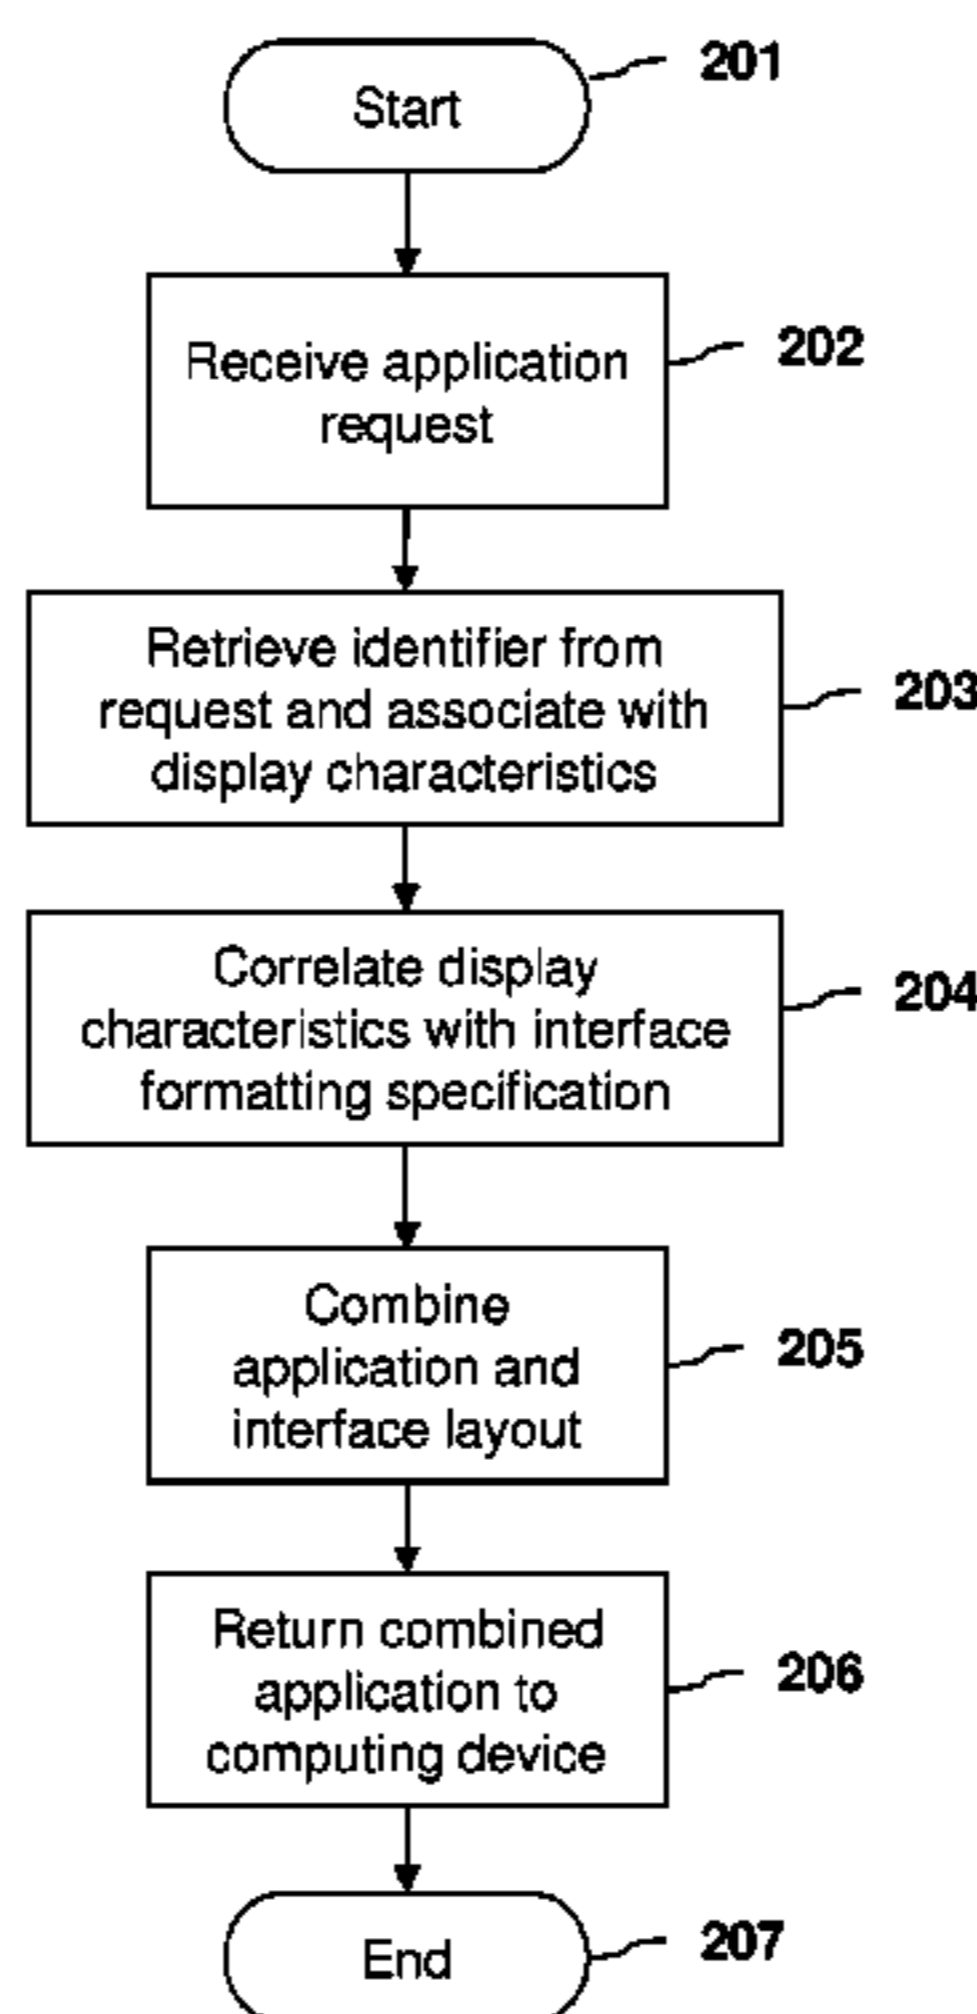 Start
201
Receive application
request
202
Retrieve identifier from
request and associate with
display characteristics
203
Correlate display
characteristics with interface
formatting specification
204
Combine
application and
interface layout
205
Return combined
application to
computing device
206
End
207